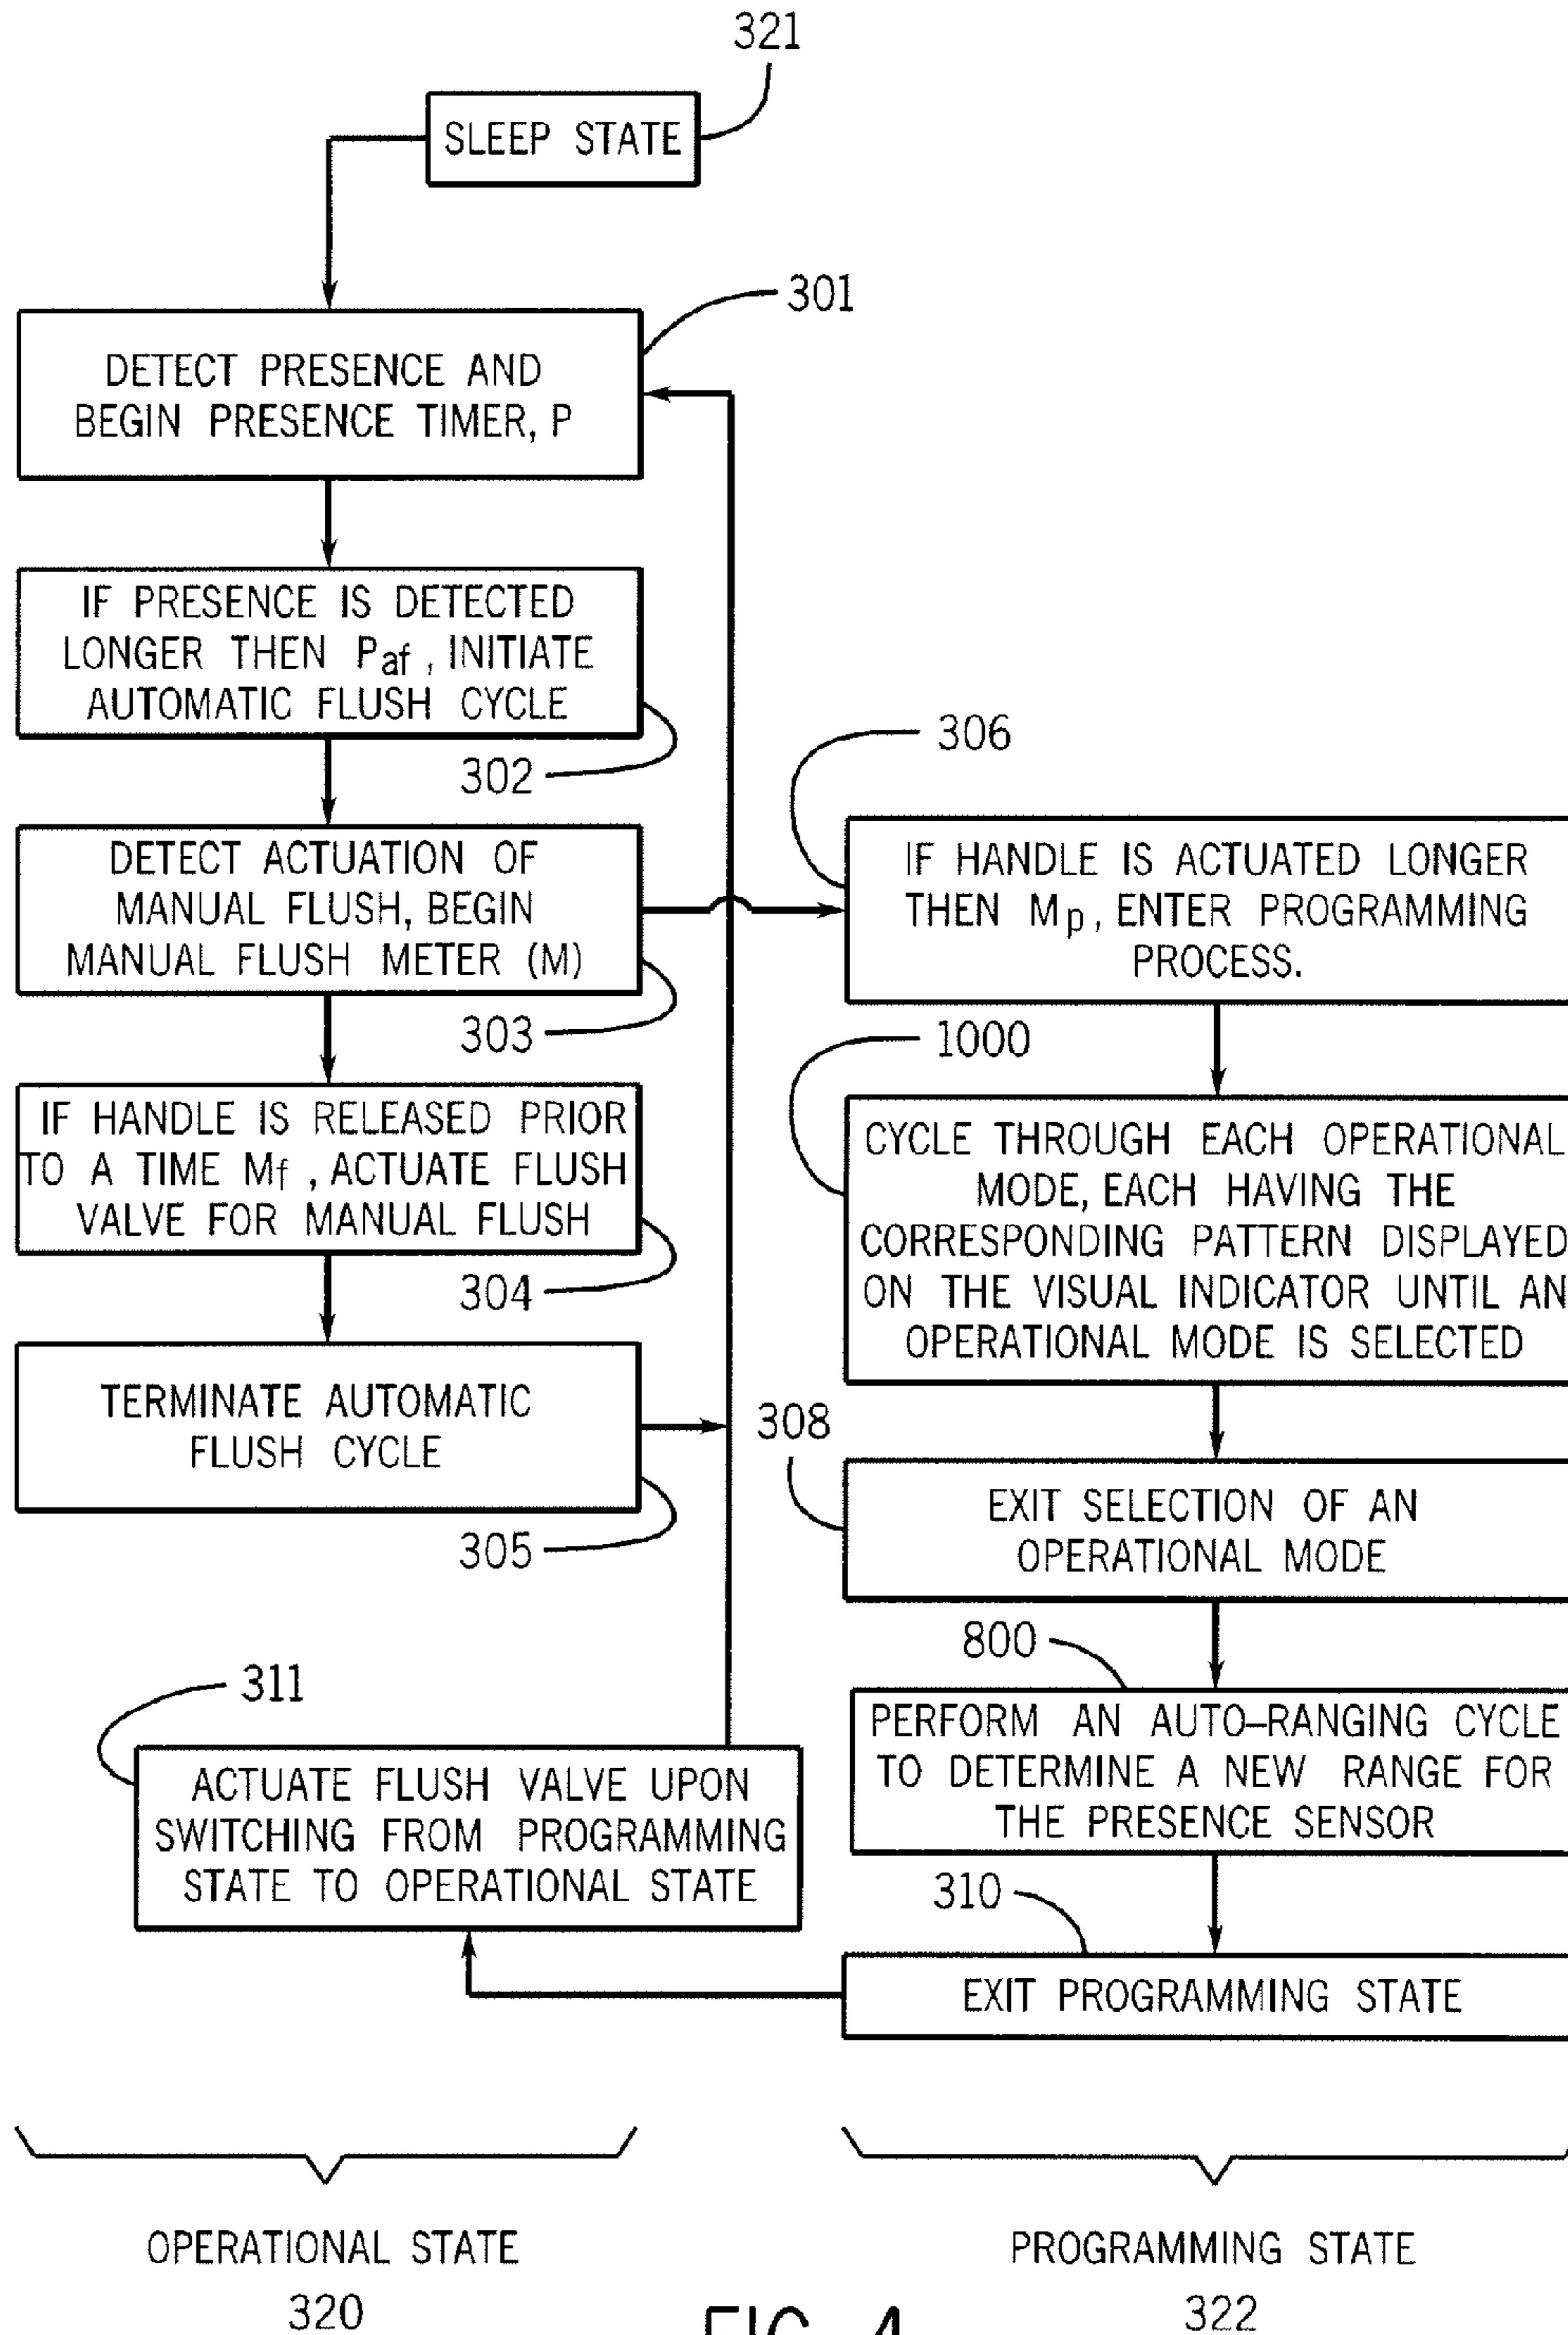 321
SLEEP STATE
301
DETECT PRESENCE AND
BEGIN PRESENCE TIMER, P
IF PRESENCE IS DETECTED
LONGER THEN Paf, INITIATE
AUTOMATIC FLUSH CYCLE
302
DETECT ACTUATION OF
MANUAL FLUSH, BEGIN
MANUAL FLUSH METER (M)
303
IF HANDLE IS RELEASED PRIOR
TO A TIME Mf, ACTUATE FLUSH
VALVE FOR MANUAL FLUSH
304
TERMINATE AUTOMATIC
FLUSH CYCLE
305
306
IF HANDLE IS ACTUATED LONGER
THEN Mp, ENTER PROGRAMMING
PROCESS.
1000
CYCLE THROUGH EACH OPERATIONAL
MODE, EACH HAVING THE
CORRESPONDING PATTERN DISPLAYED
ON THE VISUAL INDICATOR UNTIL AN
OPERATIONAL MODE IS SELECTED
308
EXIT SELECTION OF AN
OPERATIONAL MODE
800
PERFORM AN AUTO-RANGING CYCLE
TO DETERMINE A NEW RANGE FOR
THE PRESENCE SENSOR
310
EXIT PROGRAMMING STATE
311
ACTUATE FLUSH VALVE UPON
SWITCHING FROM PROGRAMMING
STATE TO OPERATIONAL STATE
OPERATIONAL STATE
320
PROGRAMMING STATE
322
FIG. 4